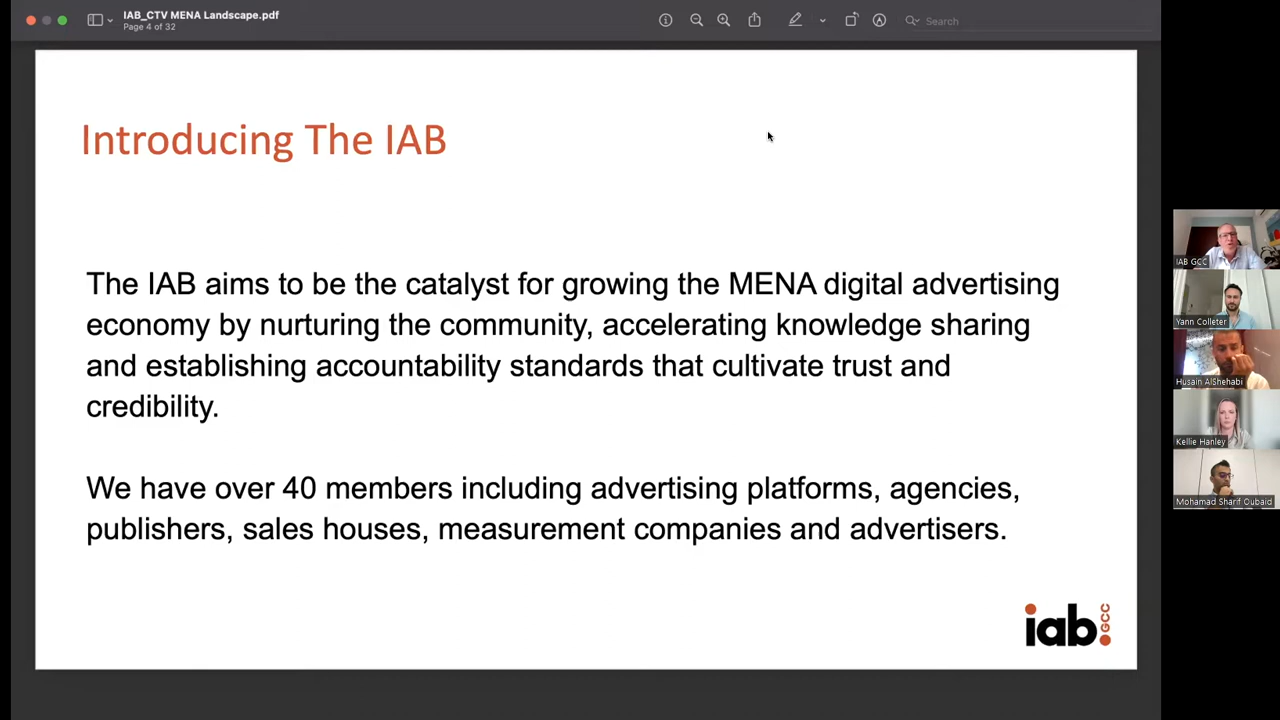 IAB_CTV MENA Landscape.pdf
Page 4 of 32
Search
Introducing The IAB
The IAB aims to be the catalyst for growing the MENA digital advertising
economy by nurturing the community, accelerating knowledge sharing
and establishing accountability standards that cultivate trust and
credibility.
We have over 40 members including advertising platforms, agencies,
publishers, sales houses, measurement companies and advertisers.
iab GCC
IAB GCC
Yann Colleter
Husain AlShehabi
Kellie Hanley
Mohamad Sharif Oubaid